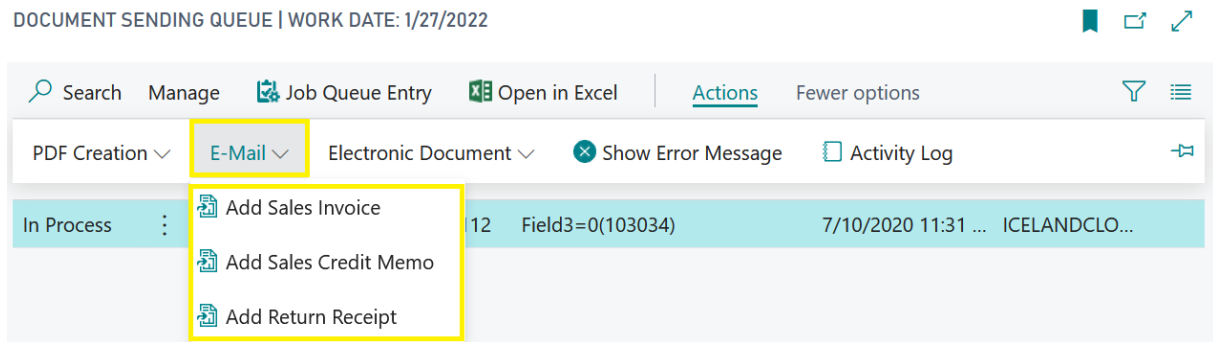 DOCUMENT SENDING QUEUE | WORK DATE: 1/27/2022
Search Manage Job Queue Entry Open in Excel Actions Fewer options
PDF Creation E-Mail Electronic Document Show Error Message Activity Log
Add Sales Invoice
In Process 112 Field3=0(103034) 7/10/2020 11:31 ... ICELANDCLO...
Add Sales Credit Memo
Add Return Receipt